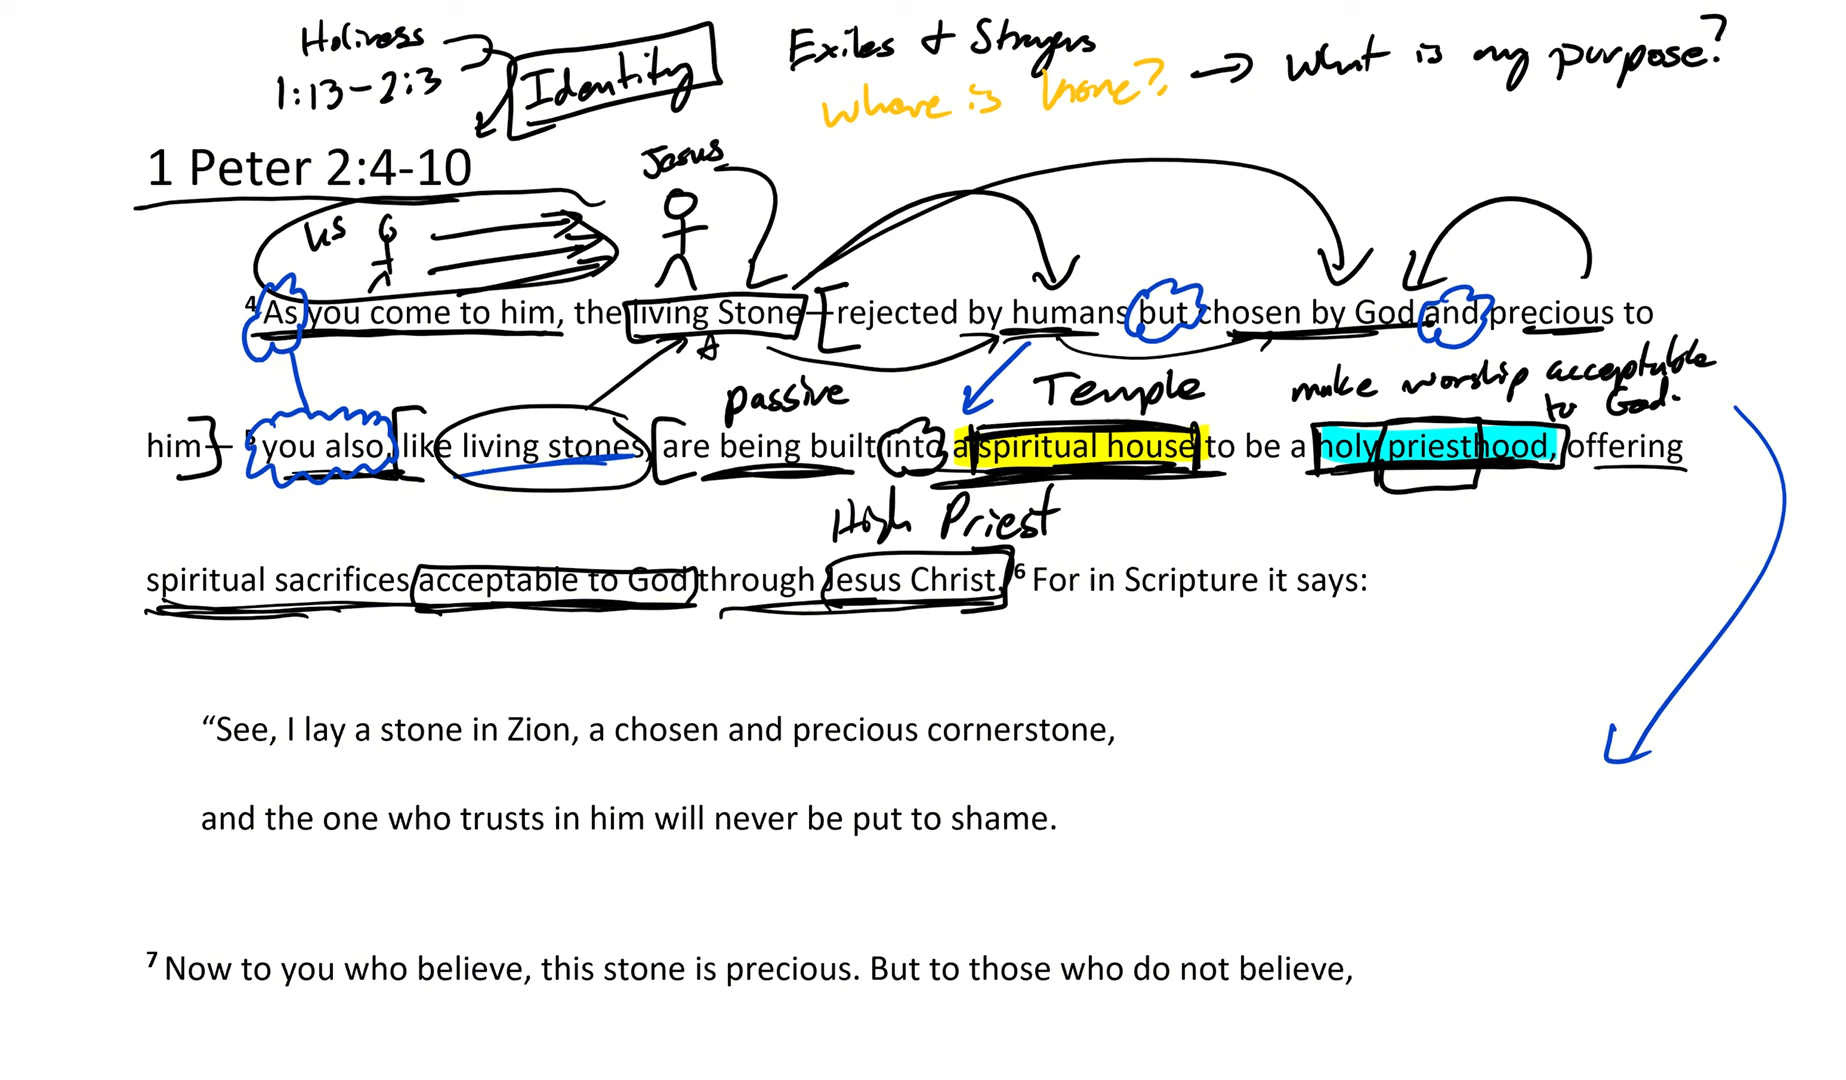 Holiness
1:13-2:3
Identity
Exiles & Strangers
where is home? → What is my purpose?
1 Peter 2:4-10
Jesus
us
⁴ As you come to him, the living Stone—rejected by humans but chosen by God and precious to
passive
Temple
make worship acceptable
to God.
him— ⁵ you also, like living stones, are being built into a spiritual house to be a holy priesthood, offering
High Priest
spiritual sacrifices acceptable to God through Jesus Christ. ⁶ For in Scripture it says:
“See, I lay a stone in Zion, a chosen and precious cornerstone,
and the one who trusts in him will never be put to shame.
⁷ Now to you who believe, this stone is precious. But to those who do not believe,